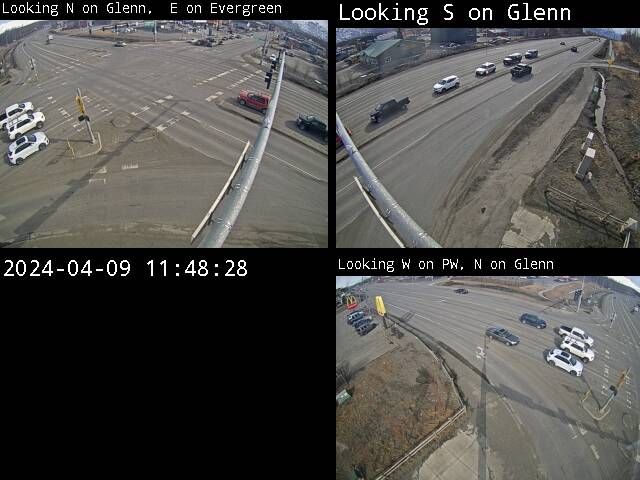 Looking N on Glenn,  E on Evergreen
Looking S on Glenn
2024-04-09 11:48:28
Looking W on PW, N on Glenn